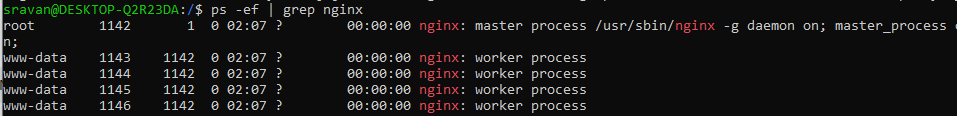 sravan@DESKTOP-Q2R23DA:/$ ps -ef | grep nginx
root        1142       1  0 02:07 ?        00:00:00 nginx: master process /usr/sbin/nginx -g daemon on; master_process o
n;
www-data    1143    1142  0 02:07 ?        00:00:00 nginx: worker process
www-data    1144    1142  0 02:07 ?        00:00:00 nginx: worker process
www-data    1145    1142  0 02:07 ?        00:00:00 nginx: worker process
www-data    1146    1142  0 02:07 ?        00:00:00 nginx: worker process